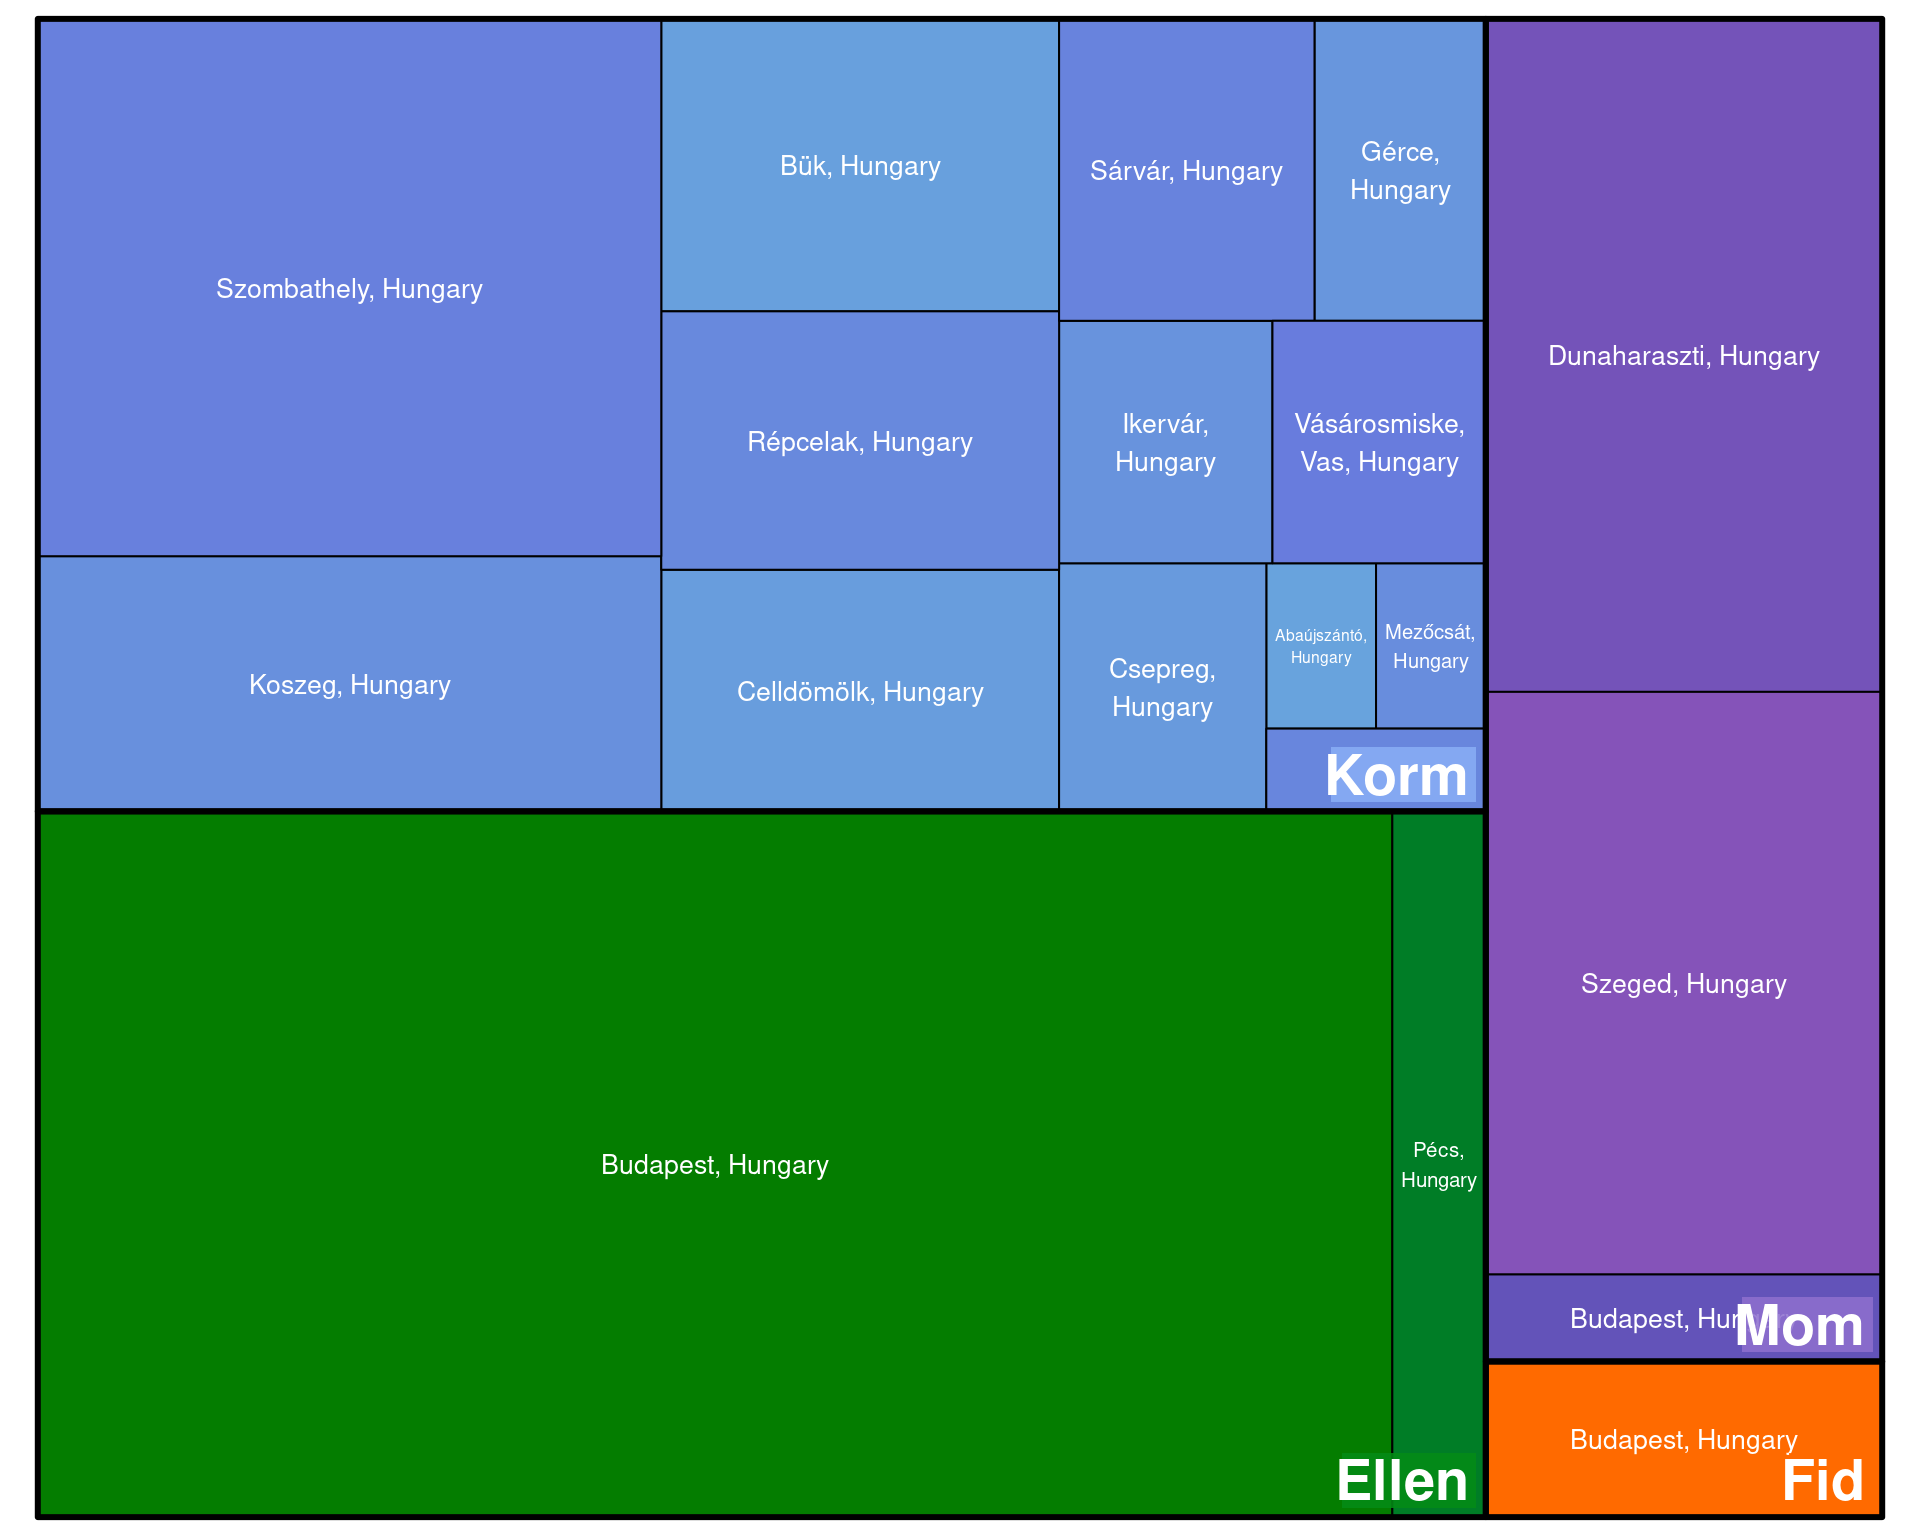 Szombathely, Hungary
Koszeg, Hungary
Bük, Hungary
Répcelak, Hungary
Celldömölk, Hungary
Sárvár, Hungary
Gérce,
Hungary
Ikervár,
Hungary
Vásárosmiske,
Vas, Hungary
Csepreg,
Hungary
Abaújszántó,
Hungary
Mezőcsát,
Hungary
Korm
Budapest, Hungary
Pécs,
Hungary
Ellen
Dunaharaszti, Hungary
Szeged, Hungary
Budapest,
Mom
Budapest, Hungary
Fid